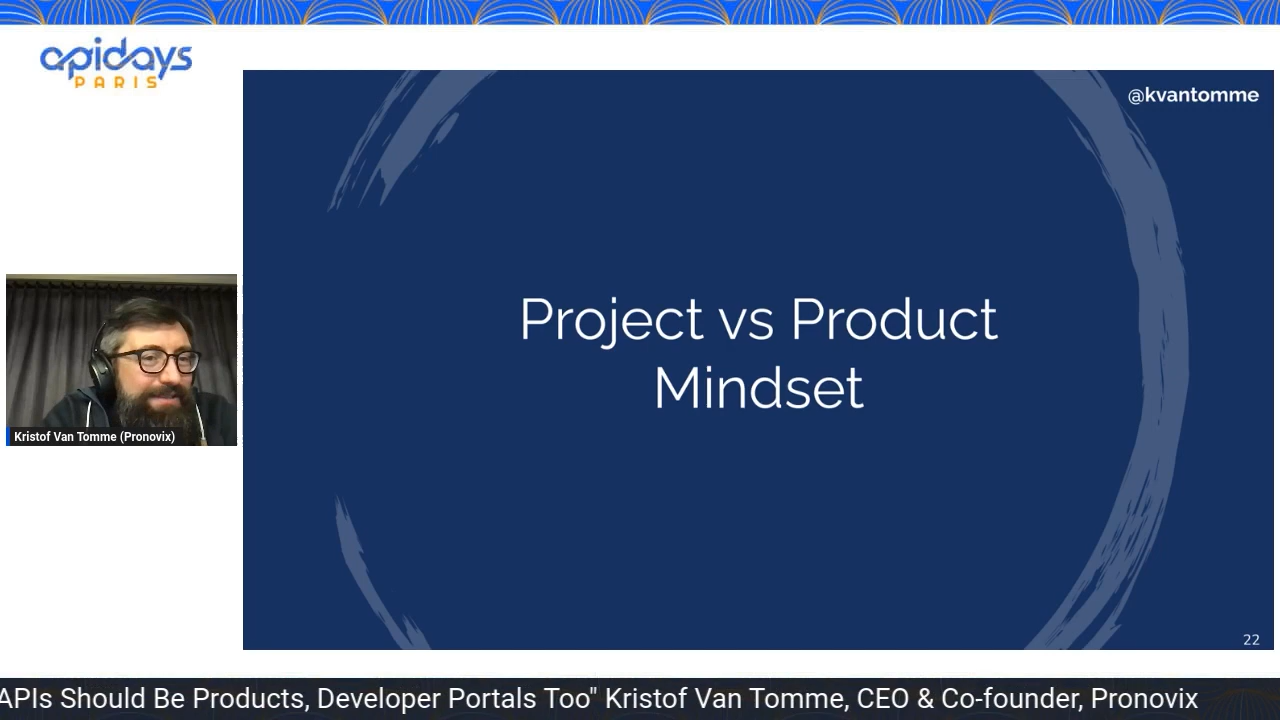 apidays
PARIS
@kvantomme
Project vs Product
Mindset
Kristof Van Tomme (Pronovix)
22
APIs Should Be Products, Developer Portals Too" Kristof Van Tomme, CEO & Co-founder, Pronovix